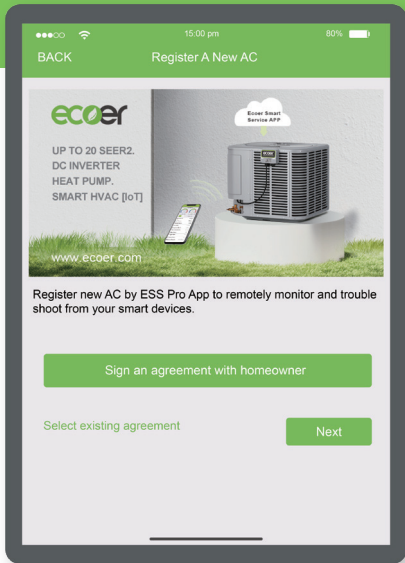 15:00 pm
80%
BACK
Register A New AC
ecoer
Ecoer Smart
Service APP
UP TO 20 SEER2.
DC INVERTER
HEAT PUMP.
SMART HVAC [IoT]
www.ecoer.com
Register new AC by ESS Pro App to remotely monitor and trouble
shoot from your smart devices.
Sign an agreement with homeowner
Select existing agreement
Next